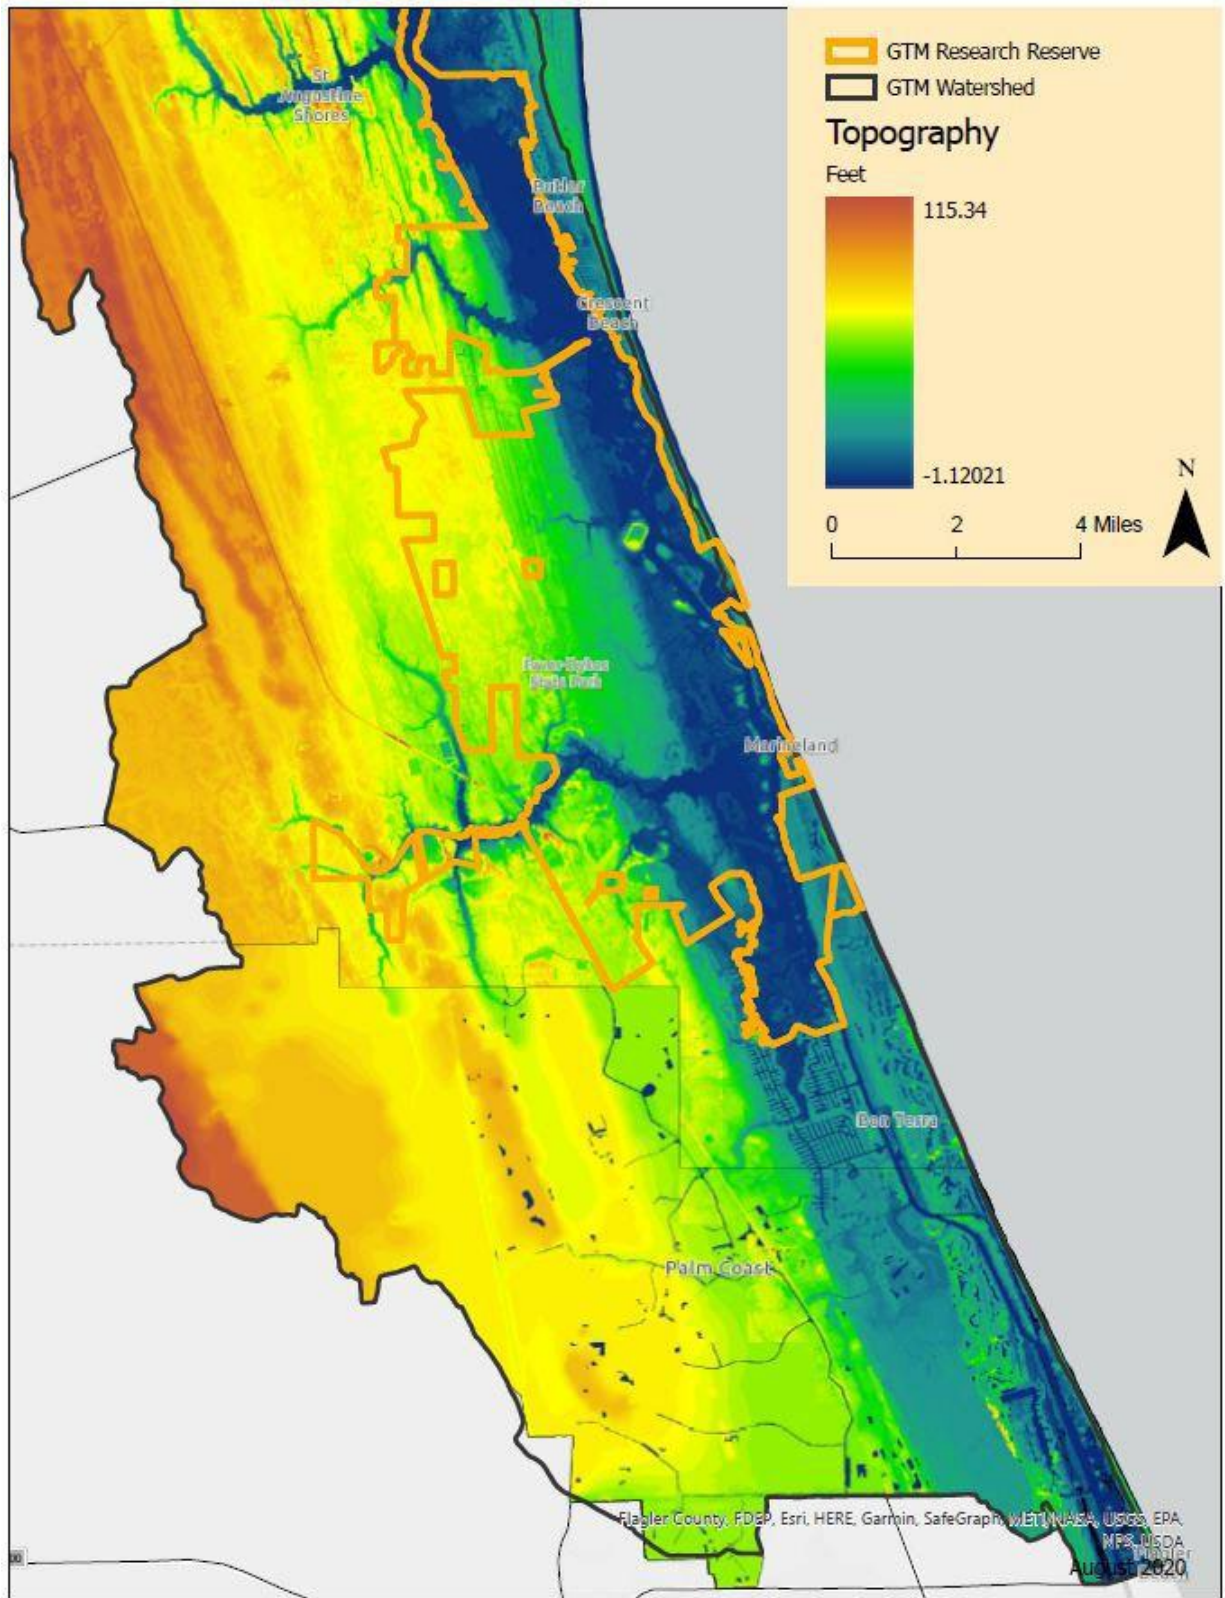 GTM Research Reserve
GTM Watershed
Topography
Feet
115.34
-1.12021
0 2 4 Miles
N
St
Augustine
Shores
Butler
Beach
Crescent
Beach
State Park
Marineland
Bon Terra
Palm Coast
Flagler County, FDEP, Esri, HERE, Garmin, SafeGraph, METI/NASA, USGS, EPA,
NPS, USDA
Flagler
Beach
August 2020